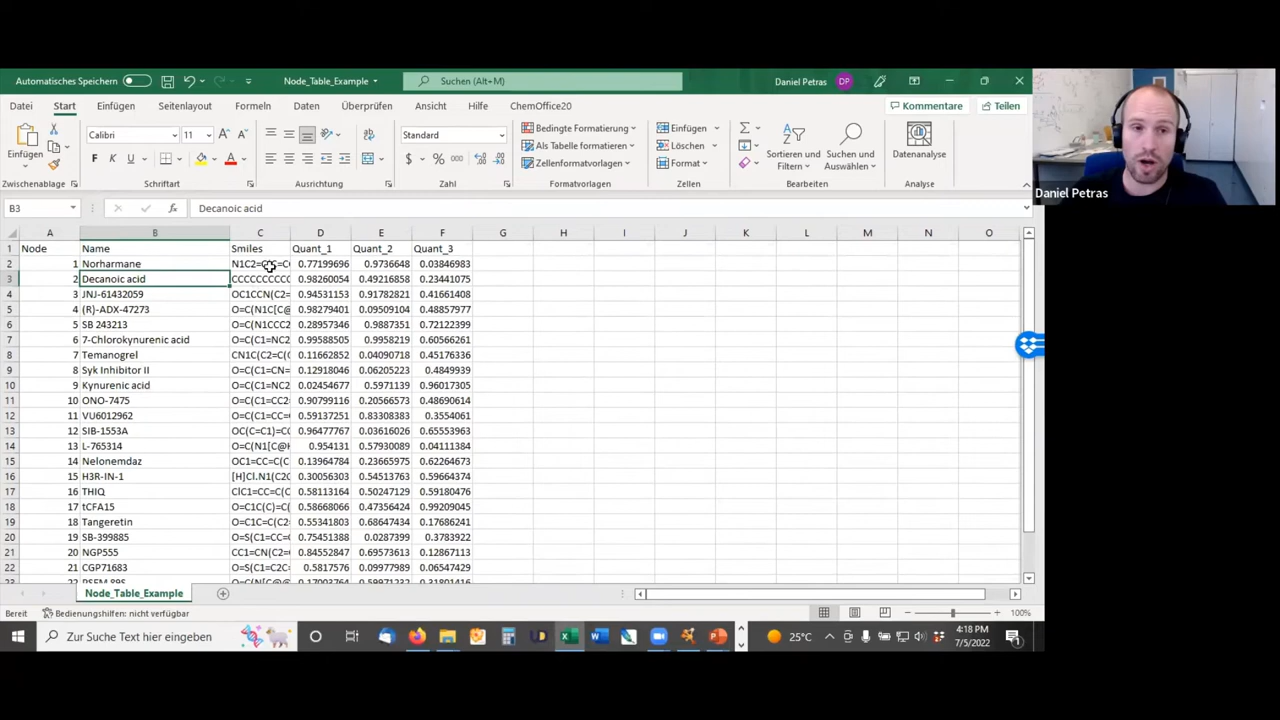 Automatisches Speichern
Node_Table_Example
Suchen (Alt+M)
Daniel Petras
DP
Datei Start Einfügen Seitenlayout Formeln Daten Überprüfen Ansicht Hilfe ChemOffice20
Kommentare
Teilen
Einfügen
Calibri
11
F K U
Standard
Bedingte Formatierung
Als Tabelle formatieren
Zellenformatvorlagen
Einfügen
Löschen
Format
Sortieren und Filtern
Suchen und Auswählen
Datenanalyse
Zwischenablage Schriftart Ausrichtung Zahl Formatvorlagen Zellen Bearbeiten Analyse
Daniel Petras
B3
fx
Decanoic acid
A B C D E F G H I J K L M N O
1 Node Name Smiles Quant_1 Quant_2 Quant_3
2 1 Norharmane 0.77199696 0.9736648 0.03846983
3 2 Decanoic acid CCCCCCCCCC 0.98260054 0.49216858 0.23441075
4 3 JNJ-61432059 OC1CCN(C2= 0.94531153 0.91782821 0.41661408
5 4 (R)-ADX-47273 O=C(N1C[C@ 0.98279401 0.09509104 0.48857977
6 5 SB 243213 O=C(N1CCC2 0.28957346 0.9887351 0.72122399
7 6 7-Chlorokynurenic acid O=C(C1=NC2 0.99588505 0.9958219 0.60566261
8 7 Temanogrel CN1C(C2=C( 0.11662852 0.04090718 0.45176336
9 8 Syk Inhibitor II O=C(C1=CN= 0.12918046 0.06205223 0.4849939
10 9 Kynurenic acid O=C(C1=NC2 0.02454677 0.5971139 0.96017305
11 10 ONO-7475 O=C(C1=CC2 0.90799116 0.20566573 0.48690614
12 11 VU6012962 O=C(C1=CC= 0.59137251 0.83308383 0.3554061
13 12 SIB-1553A OC(C=C1)=CC 0.96477767 0.03616026 0.65553963
14 13 L-765314 O=C(N1[C@H 0.954131 0.57930089 0.04111384
15 14 Nelonemdaz OC1=CC=C(C 0.13964784 0.23665975 0.62264673
16 15 H3R-IN-1 [H]Cl.N1(C2C 0.30056303 0.54513763 0.59664374
17 16 THIQ ClC1=CC=C(C 0.58113164 0.50247129 0.59180476
18 17 tCFA15 O=C1C(C)=C( 0.58668066 0.47356424 0.99209045
19 18 Tangeretin O=C1C=C(C2= 0.55341803 0.68647434 0.17686241
20 19 SB-399885 O=S(C1=CC= 0.75451388 0.0287399 0.3783922
21 20 NGP555 CC1=CN(C2= 0.84552847 0.69573613 0.12867113
22 21 CGP71683 O=S(C1=C2C= 0.5817576 0.09977989 0.06547519
Node_Table_Example
Bereit
Bedienungshilfen: nicht verfügbar
100%
Zur Suche Text hier eingeben
25°C
4:18 PM
7/5/2022